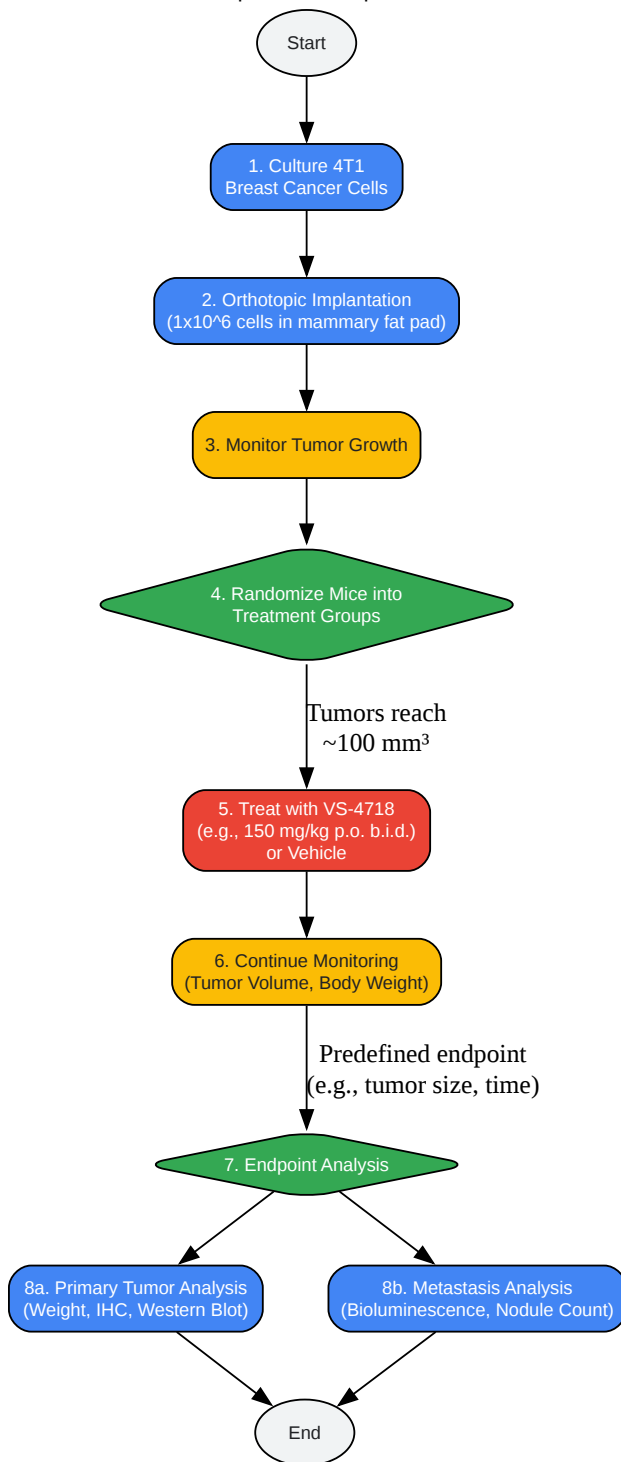 Start
1. Culture 4T1
Breast Cancer Cells
2. Orthotopic Implantation
(1x10^6 cells in mammary fat pad)
3. Monitor Tumor Growth
4. Randomize Mice into
Treatment Groups
Tumors reach
~100 mm³
5. Treat with VS-4718
(e.g., 150 mg/kg p.o. b.i.d.)
or Vehicle
6. Continue Monitoring
(Tumor Volume, Body Weight)
Predefined endpoint
(e.g., tumor size, time)
7. Endpoint Analysis
8a. Primary Tumor Analysis
(Weight, IHC, Western Blot)
8b. Metastasis Analysis
(Bioluminescence, Nodule Count)
End